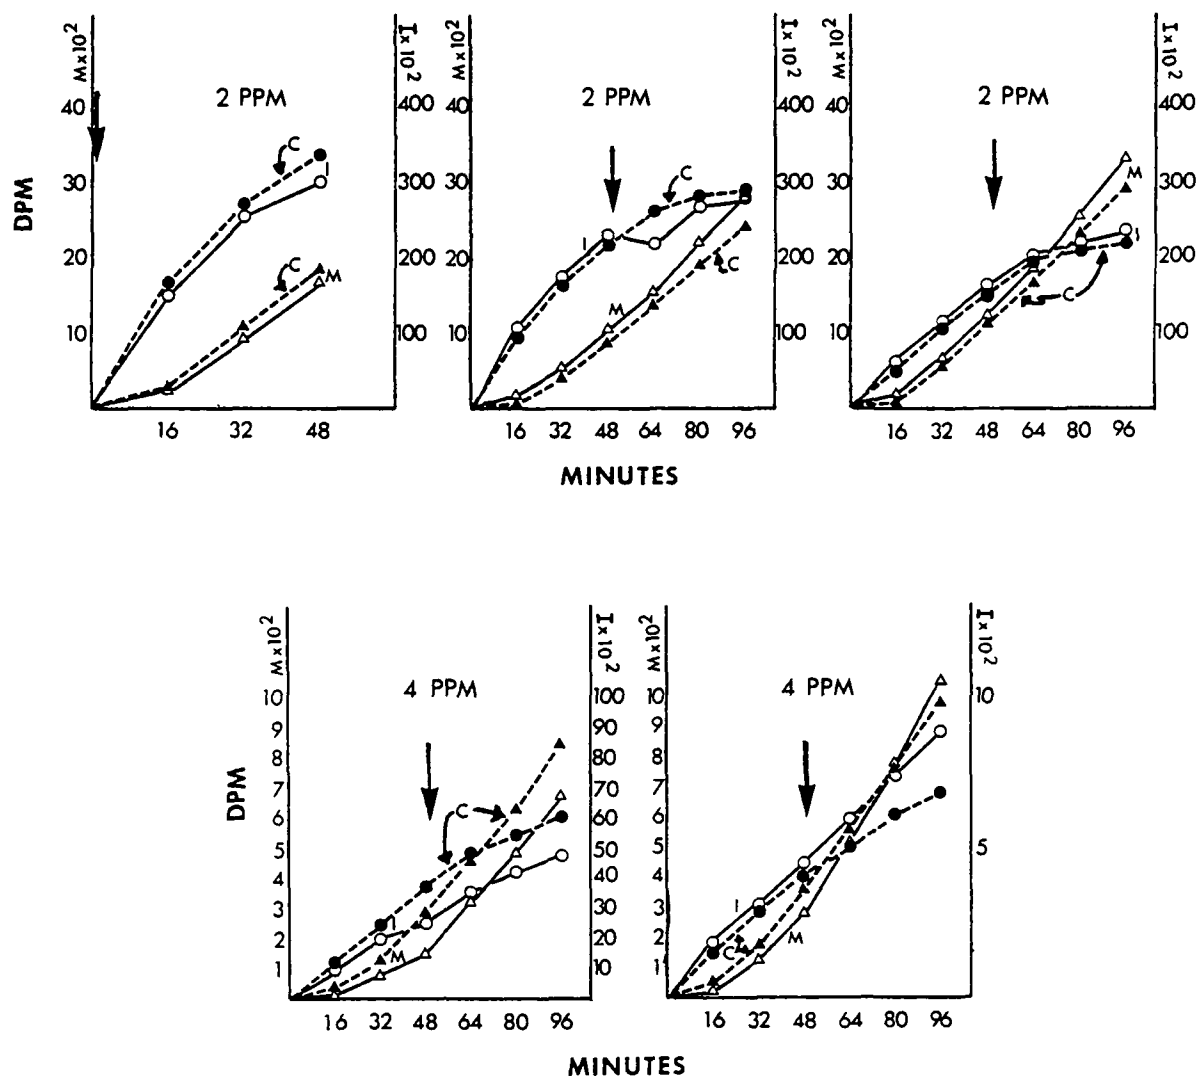 M×10² I×10² M×10² I×10² M×10² I×10²
2 PPM 2 PPM 2 PPM
40 400 40 400 40 400
C
I
30 300 30 C 300 30 M 300
DPM
I I
20 C 200 20 C 200 20 200
M C
M
10 100 10 100 10 100
16 32 48 16 32 48 64 80 96 16 32 48 64 80 96
MINUTES
M×10² I×10² M×10² I×10²
4 PPM 4 PPM
10 100 10 10
9 90 9
8 80 8
DPM
7 70 7
6 C 60 6
5 50 5 5
4 40 4
3 I 30 3 I
2 M 20 2 C M
1 10 1
16 32 48 64 80 96 16 32 48 64 80 96
MINUTES